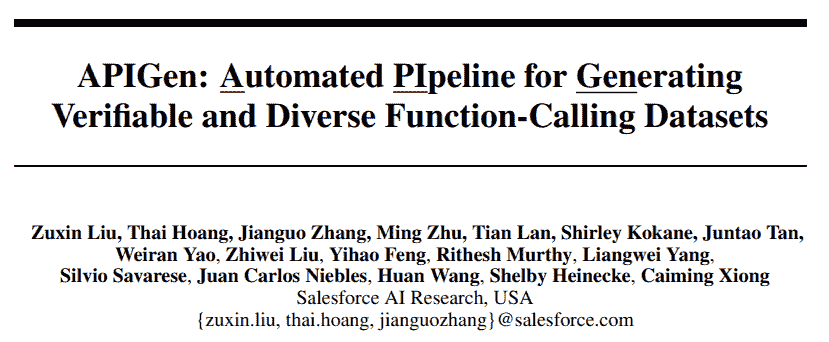 APIGen: Automated PIpeline for Generating
Verifiable and Diverse Function-Calling Datasets
Zuxin Liu, Thai Hoang, Jianguo Zhang, Ming Zhu, Tian Lan, Shirley Kokane, Juntao Tan,
Weiran Yao, Zhiwei Liu, Yihao Feng, Rithesh Murthy, Liangwei Yang,
Silvio Savarese, Juan Carlos Niebles, Huan Wang, Shelby Heinecke, Caiming Xiong
Salesforce AI Research, USA
{zuxin.liu, thai.hoang, jianguozhang}@salesforce.com